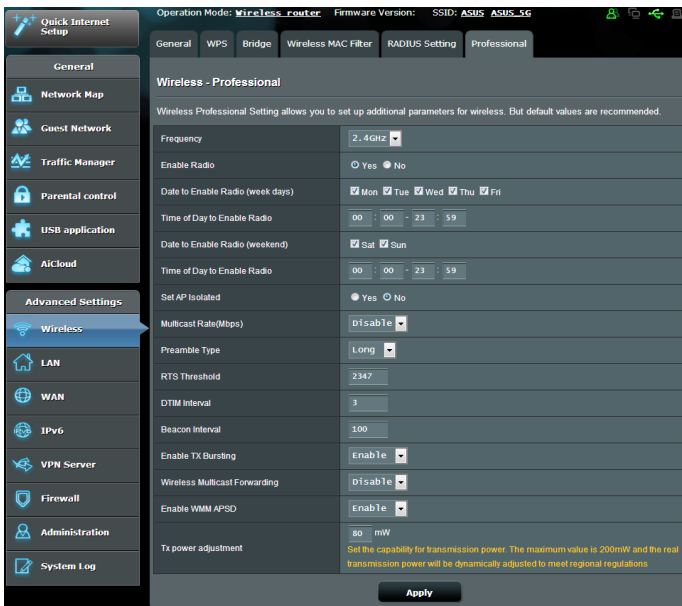 Quick Internet
Setup
Operation Mode: Wireless router Firmware Version: SSID: ASUS ASUS_5G
General WPS Bridge Wireless MAC Filter RADIUS Setting Professional
General
Network Map
Guest Network
Traffic Manager
Parental control
USB application
AiCloud
Advanced Settings
Wireless
LAN
WAN
IPv6
VPN Server
Firewall
Administration
System Log
Wireless - Professional
Wireless Professional Setting allows you to set up additional parameters for wireless. But default values are recommended.
Frequency 2.4GHz
Enable Radio Yes No
Date to Enable Radio (week days) Mon Tue Wed Thu Fri
Time of Day to Enable Radio 00 : 00 - 23 : 59
Date to Enable Radio (weekend) Sat Sun
Time of Day to Enable Radio 00 : 00 - 23 : 59
Set AP Isolated Yes No
Multicast Rate(Mbps) Disable
Preamble Type Long
RTS Threshold 2347
DTIM Interval 3
Beacon Interval 100
Enable TX Bursting Enable
Wireless Multicast Forwarding Disable
Enable WMM APSD Enable
Tx power adjustment 80 mW
Set the capability for transmission power. The maximum value is 200mW and the real
transmission power will be dynamically adjusted to meet regional regulations
Apply